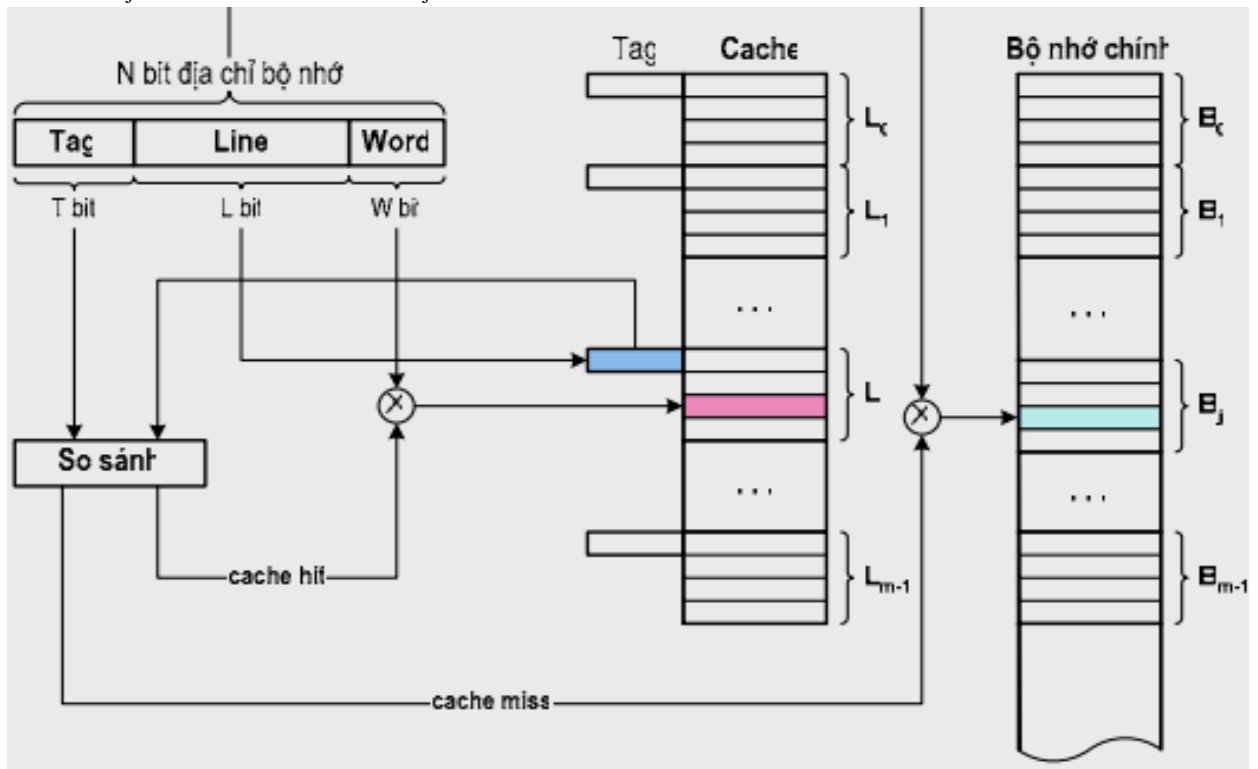 N bit địa chỉ bộ nhớ
Tag Line Word
T bit L bit W bit
So sánh
cache hit
cache miss
Tag Cache
L0
L1
. . .
L
. . .
Lm-1
Bộ nhớ chính
B0
B1
. . .
Bj
. . .
Bm-1